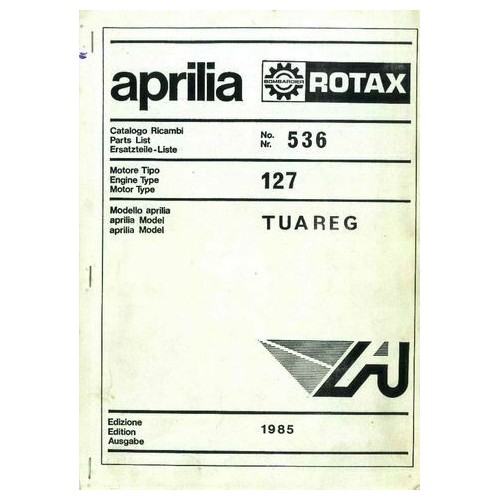 aprilia BOMBARDIER ROTAX
Catalogo Ricambi
Parts List
Ersatzteile-Liste
No.
Nr. 536
Motore Tipo
Engine Type
Motor Type
127
Modello aprilia
aprilia Model
aprilia Model
TUAREG
Edizione
Edition
Ausgabe
1985